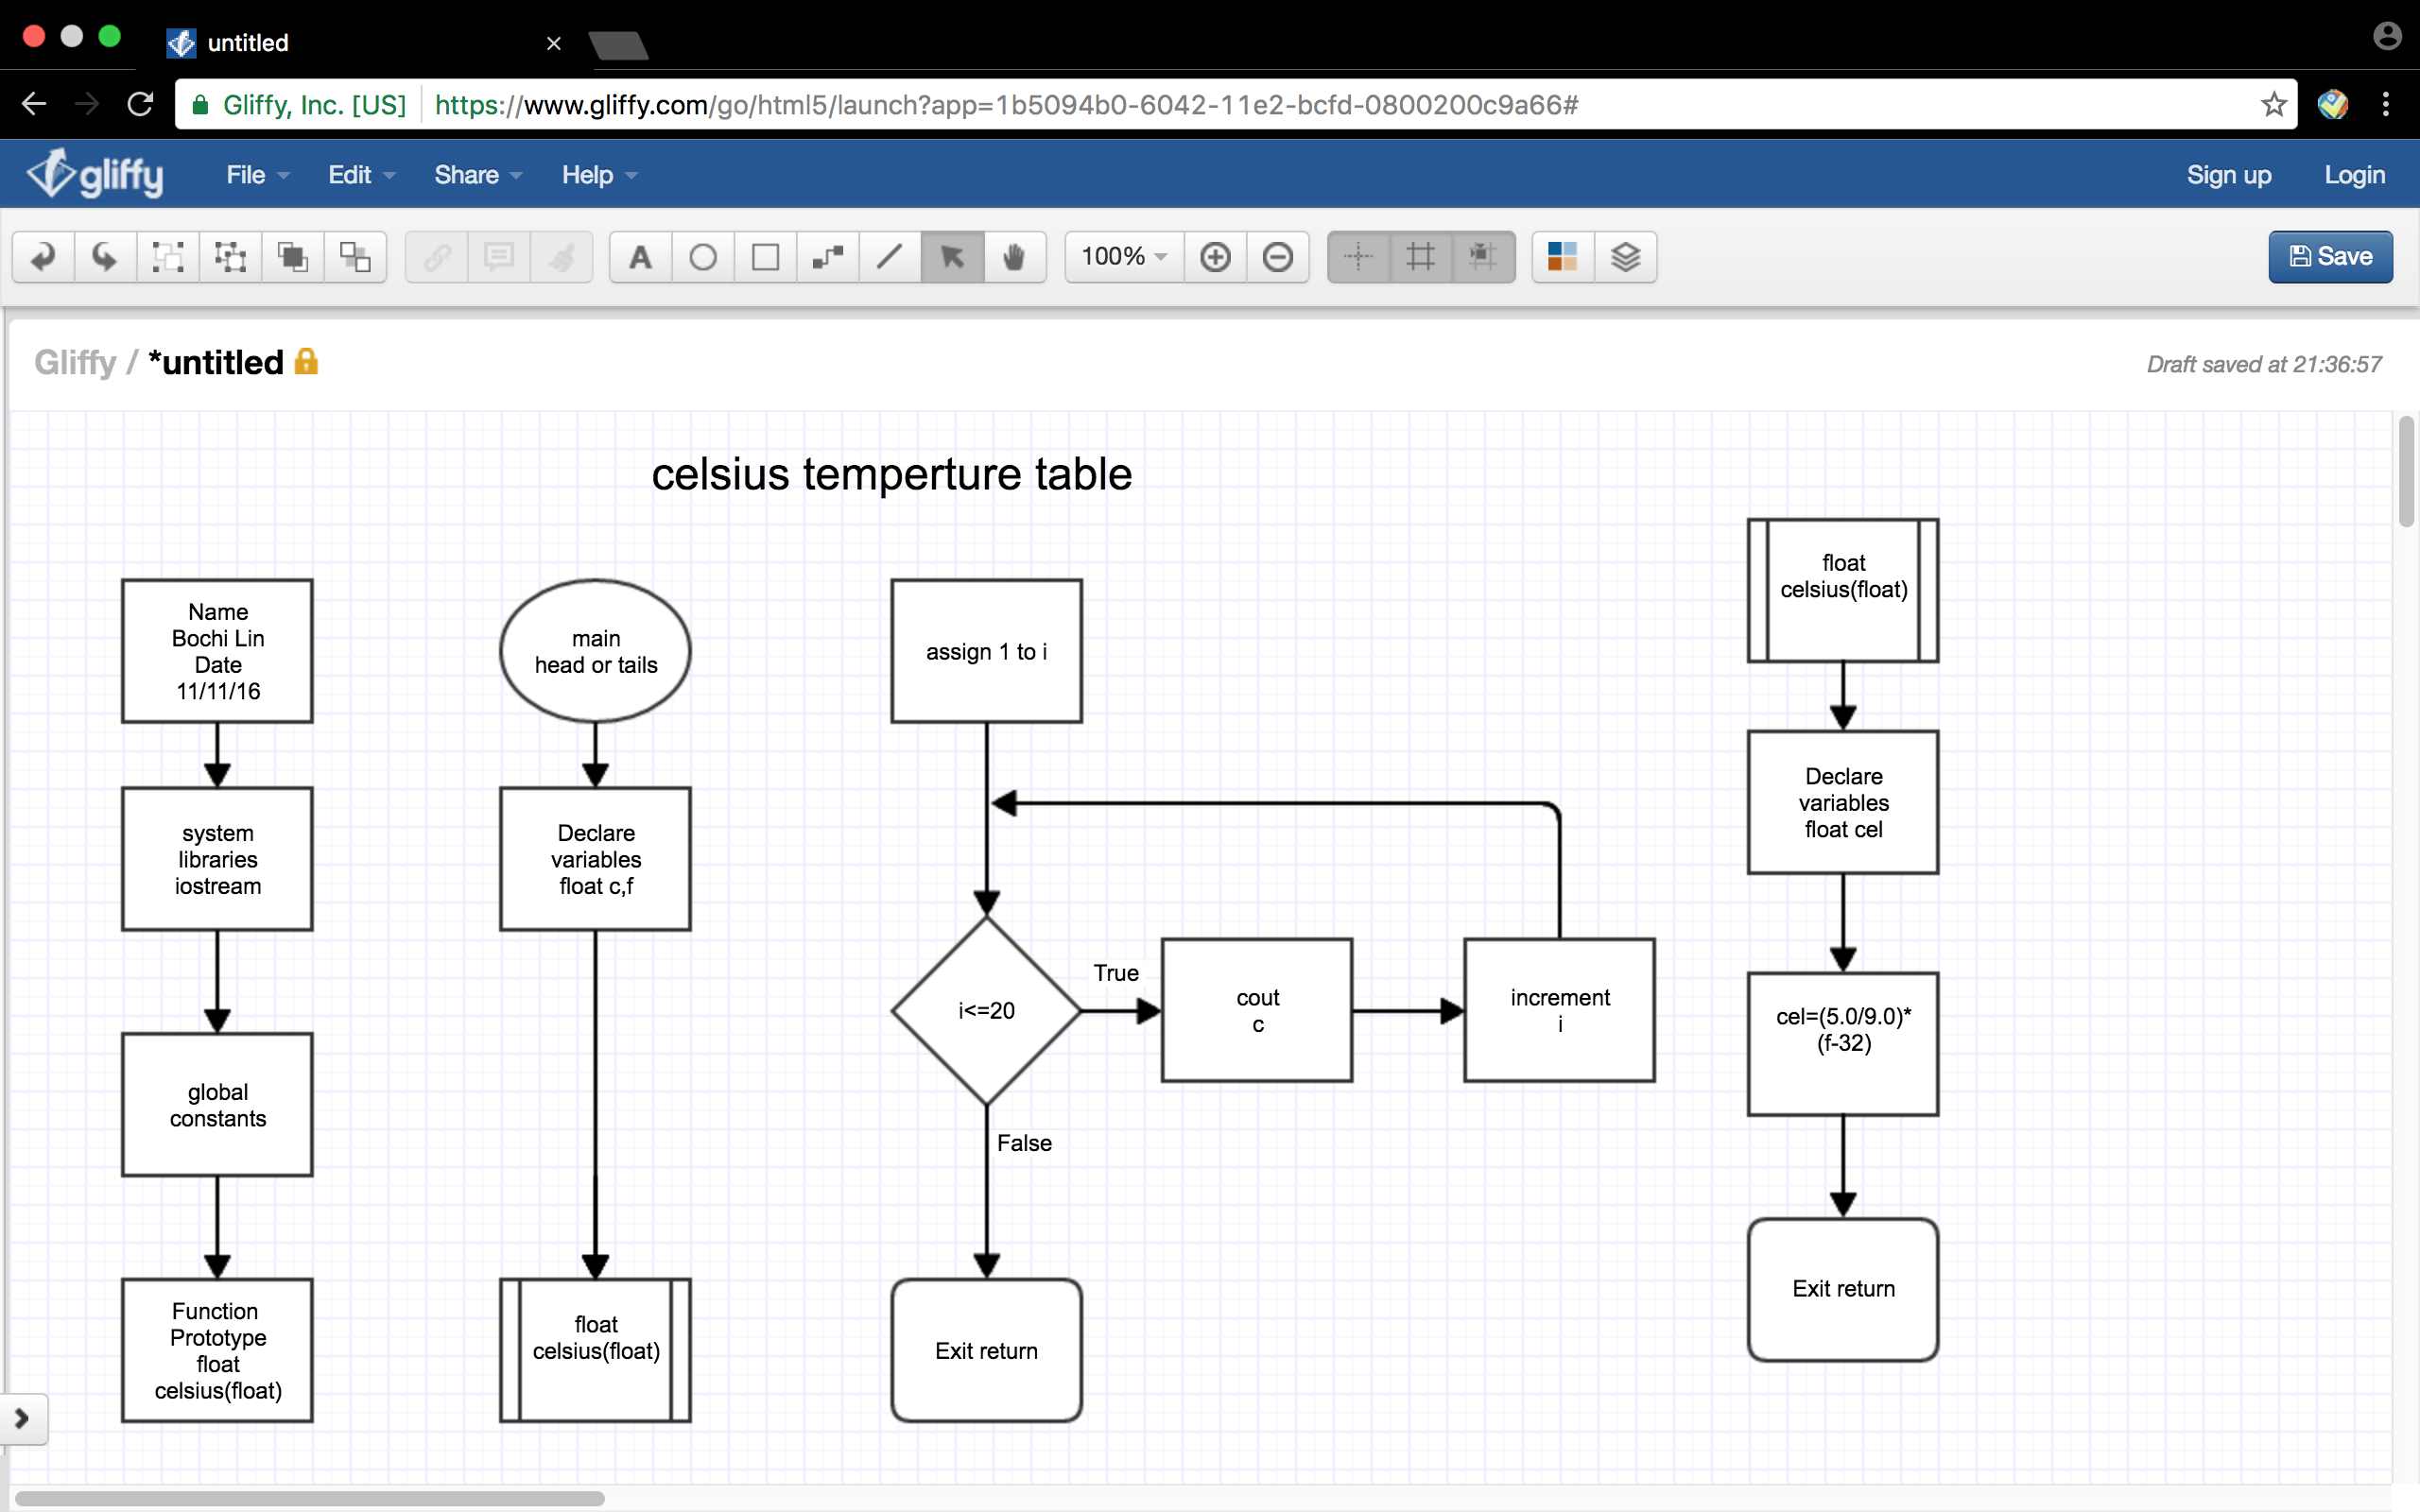 untitled
Gliffy, Inc. [US]
https://www.gliffy.com/go/html5/launch?app=1b5094b0-6042-11e2-bcfd-0800200c9a66#
gliffy
File
Edit
Share
Help
Sign up
Login
A
100%
Save
Gliffy / *untitled
Draft saved at 21:36:57
celsius temperture table
Name
Bochi Lin
Date
11/11/16
system
libraries
iostream
global
constants
Function
Prototype
float
celsius(float)
main
head or tails
Declare
variables
float c,f
float
celsius(float)
assign 1 to i
i<=20
True
cout
c
increment
i
False
Exit return
float
celsius(float)
Declare
variables
float cel
cel=(5.0/9.0)*
(f-32)
Exit return